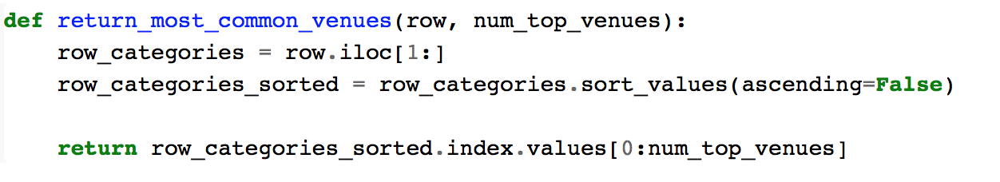 def return_most_common_venues(row, num_top_venues):
    row_categories = row.iloc[1:]
    row_categories_sorted = row_categories.sort_values(ascending=False)
    return row_categories_sorted.index.values[0:num_top_venues]